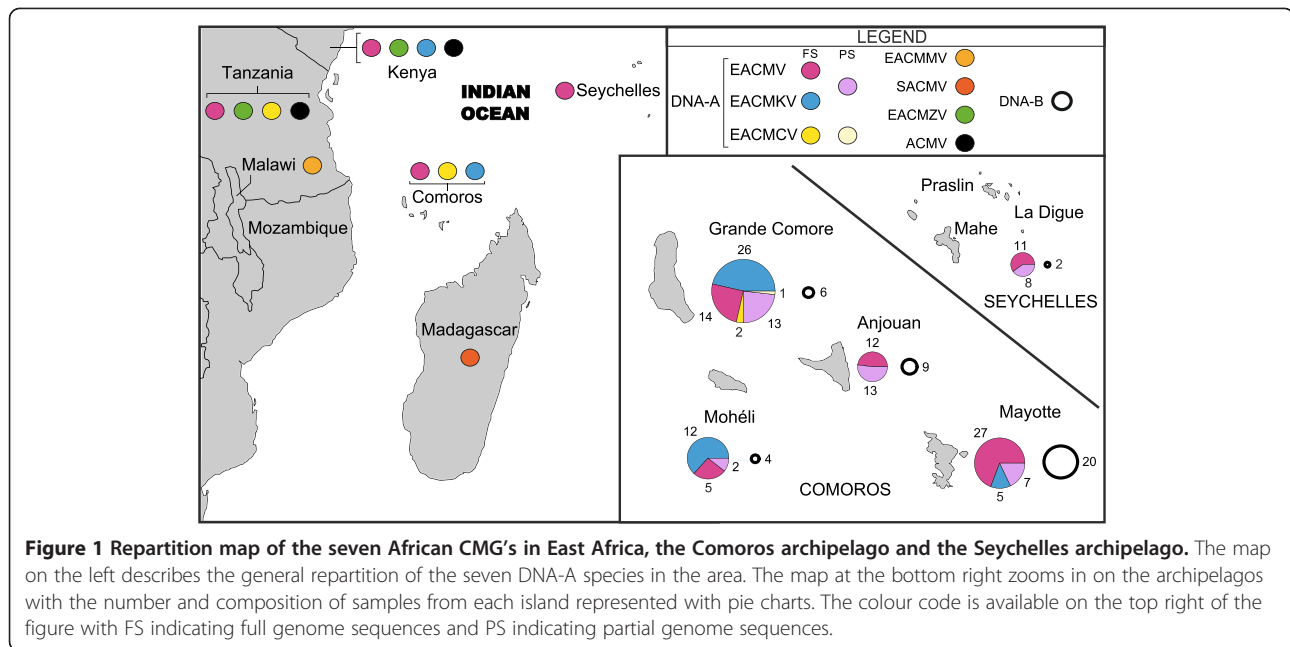 Tanzania
Kenya
INDIAN
OCEAN
Seychelles
Malawi
Comoros
Mozambique
Madagascar
LEGEND
FS PS
DNA-A
EACMV
EACMKV
EACMCV
EACMMV
SACMV
EACMZV
ACMV
DNA-B
Praslin
La Digue
Mahe
11
2
8
SEYCHELLES
Grande Comore
26
1
6
14
2
13
Anjouan
12
9
13
Mohéli
12
2
4
5
Mayotte
27
20
7
5
COMOROS
Figure 1 Repartition map of the seven African CMG's in East Africa, the Comoros archipelago and the Seychelles archipelago. The map
on the left describes the general repartition of the seven DNA-A species in the area. The map at the bottom right zooms in on the archipelagos
with the number and composition of samples from each island represented with pie charts. The colour code is available on the top right of the
figure with FS indicating full genome sequences and PS indicating partial genome sequences.